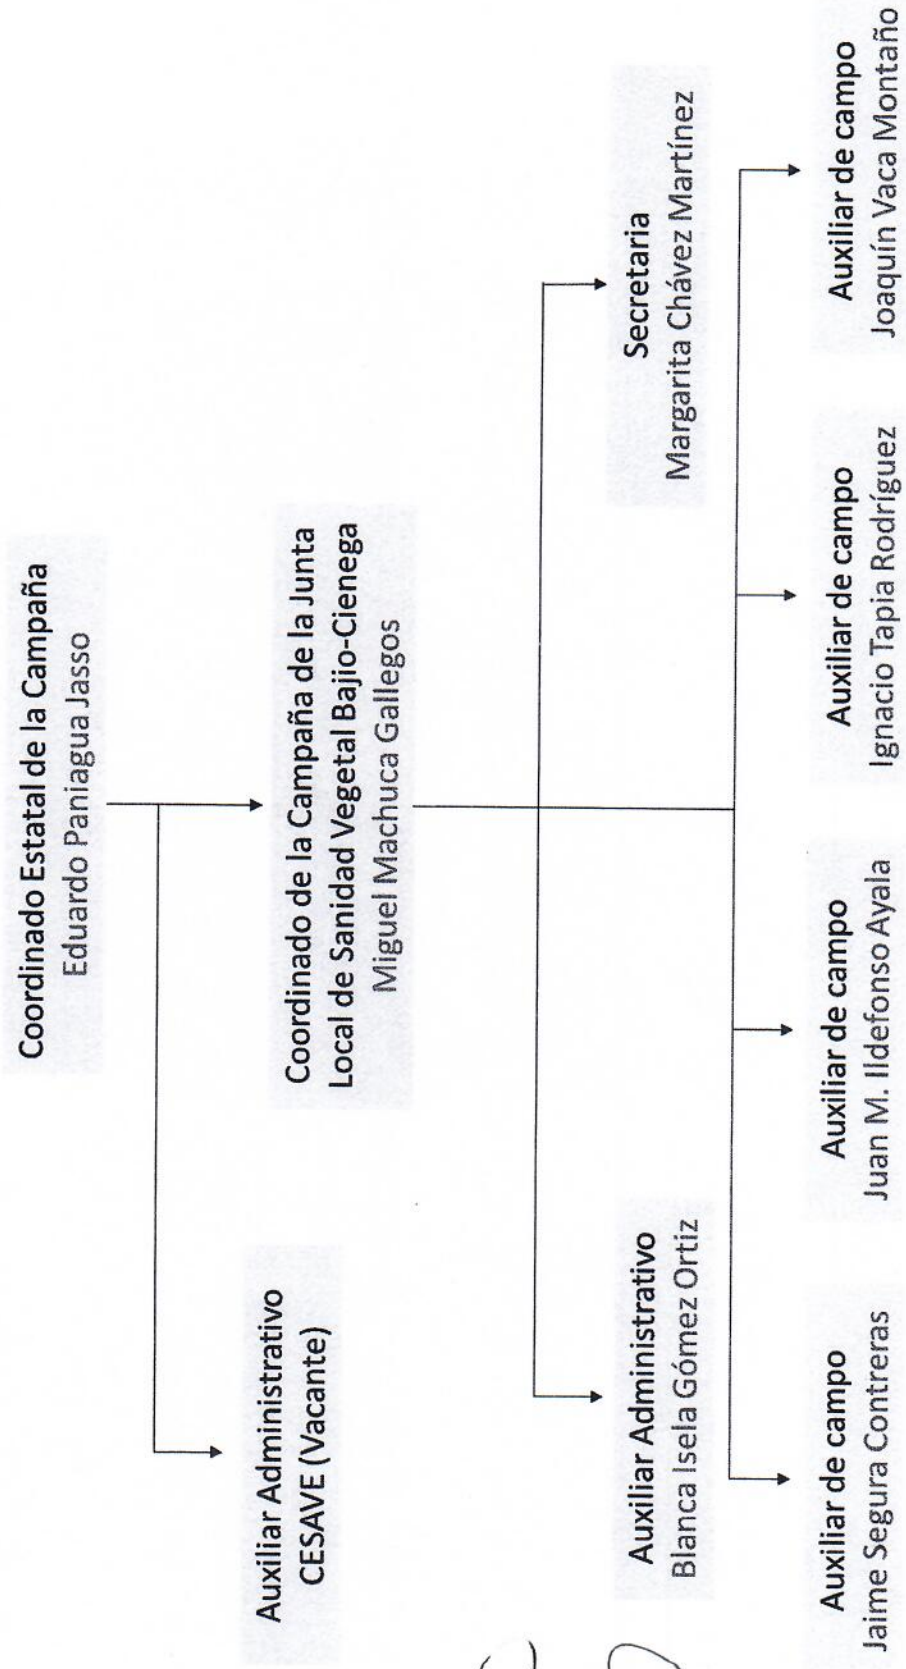 Coordinado Estatal de la Campaña
Eduardo Paniagua Jasso
Auxiliar Administrativo
CESAVE (Vacante)
Coordinado de la Campaña de la Junta
Local de Sanidad Vegetal Bajio-Cienega
Miguel Machuca Gallegos
Auxiliar Administrativo
Blanca Isela Gómez Ortiz
Secretaria
Margarita Chávez Martínez
Auxiliar de campo
Jaime Segura Contreras
Auxiliar de campo
Juan M. Ildefonso Ayala
Auxiliar de campo
Ignacio Tapia Rodríguez
Auxiliar de campo
Joaquín Vaca Montaño